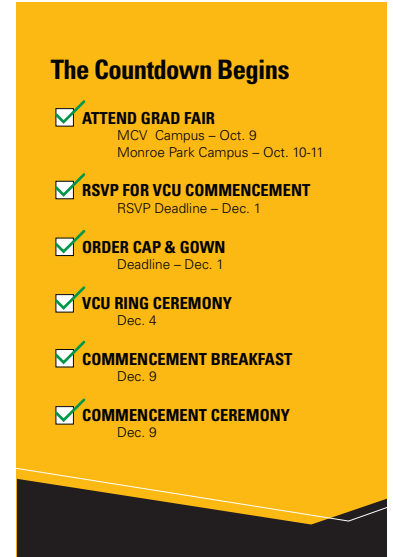 The Countdown Begins
ATTEND GRAD FAIR
MCV Campus – Oct. 9
Monroe Park Campus – Oct. 10-11
RSVP FOR VCU COMMENCEMENT
RSVP Deadline – Dec. 1
ORDER CAP & GOWN
Deadline – Dec. 1
VCU RING CEREMONY
Dec. 4
COMMENCEMENT BREAKFAST
Dec. 9
COMMENCEMENT CEREMONY
Dec. 9